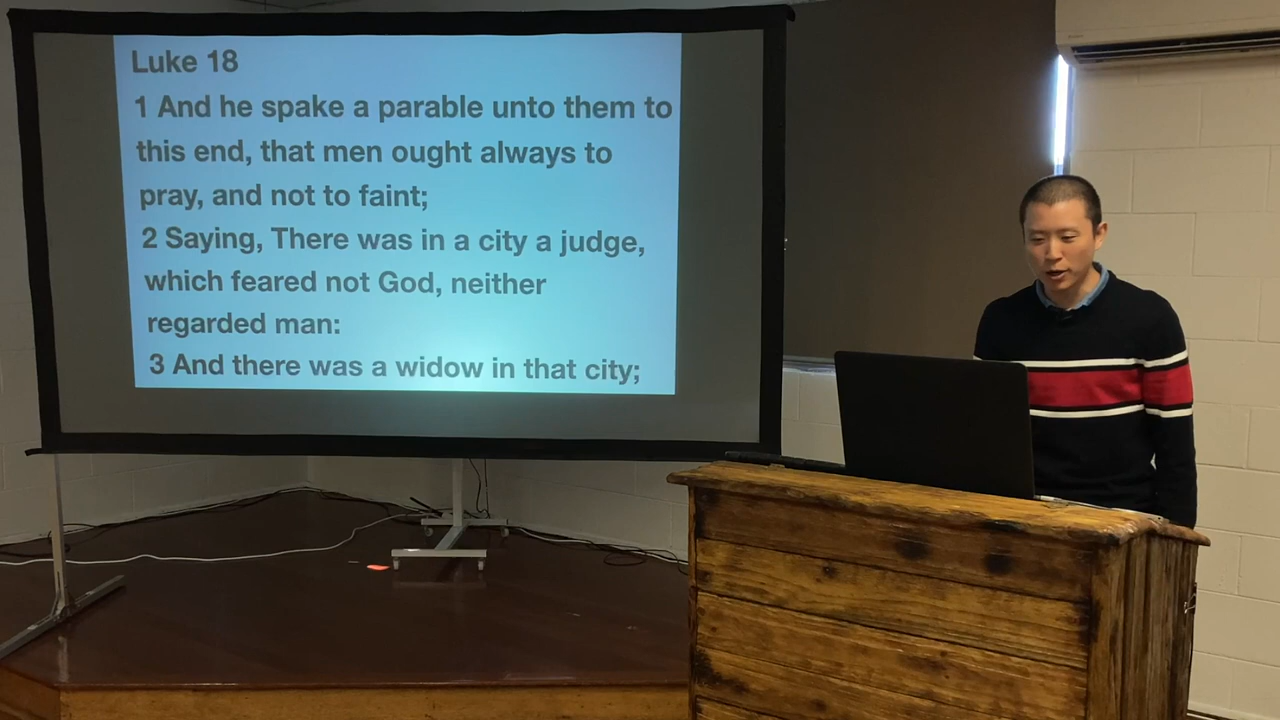 Luke 18
1 And he spake a parable unto them to
this end, that men ought always to
pray, and not to faint;
2 Saying, There was in a city a judge,
which feared not God, neither
regarded man:
3 And there was a widow in that city;